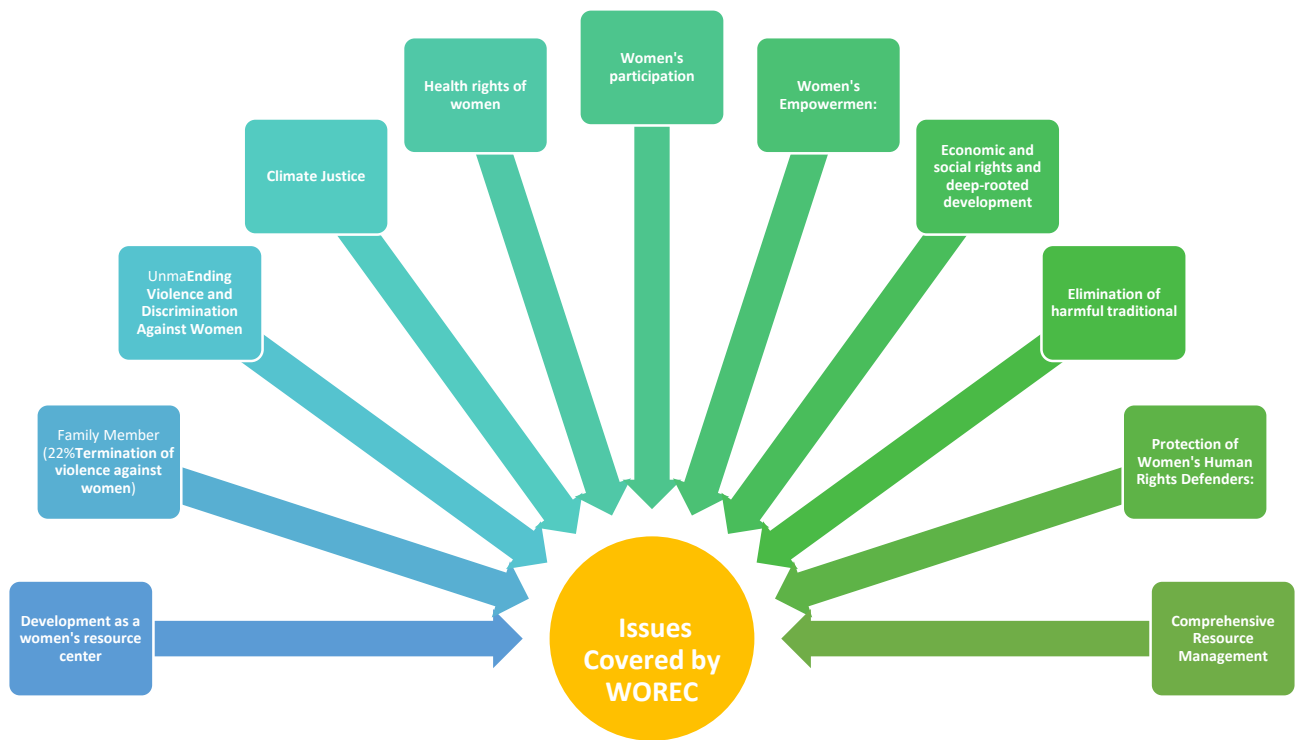 Women's
participation
Health rights of
women
Women's
Empowermen:
Climate Justice
Economic and
social rights and
deep-rooted
development
UnmaEnding
Violence and
Discrimination
Against Women
Elimination of
harmful traditional
Family Member
(22%Termination of
violence against
women)
Protection of
Women's Human
Rights Defenders:
Development as a
women's resource
center
Issues
Covered by
WOREC
Comprehensive
Resource
Management